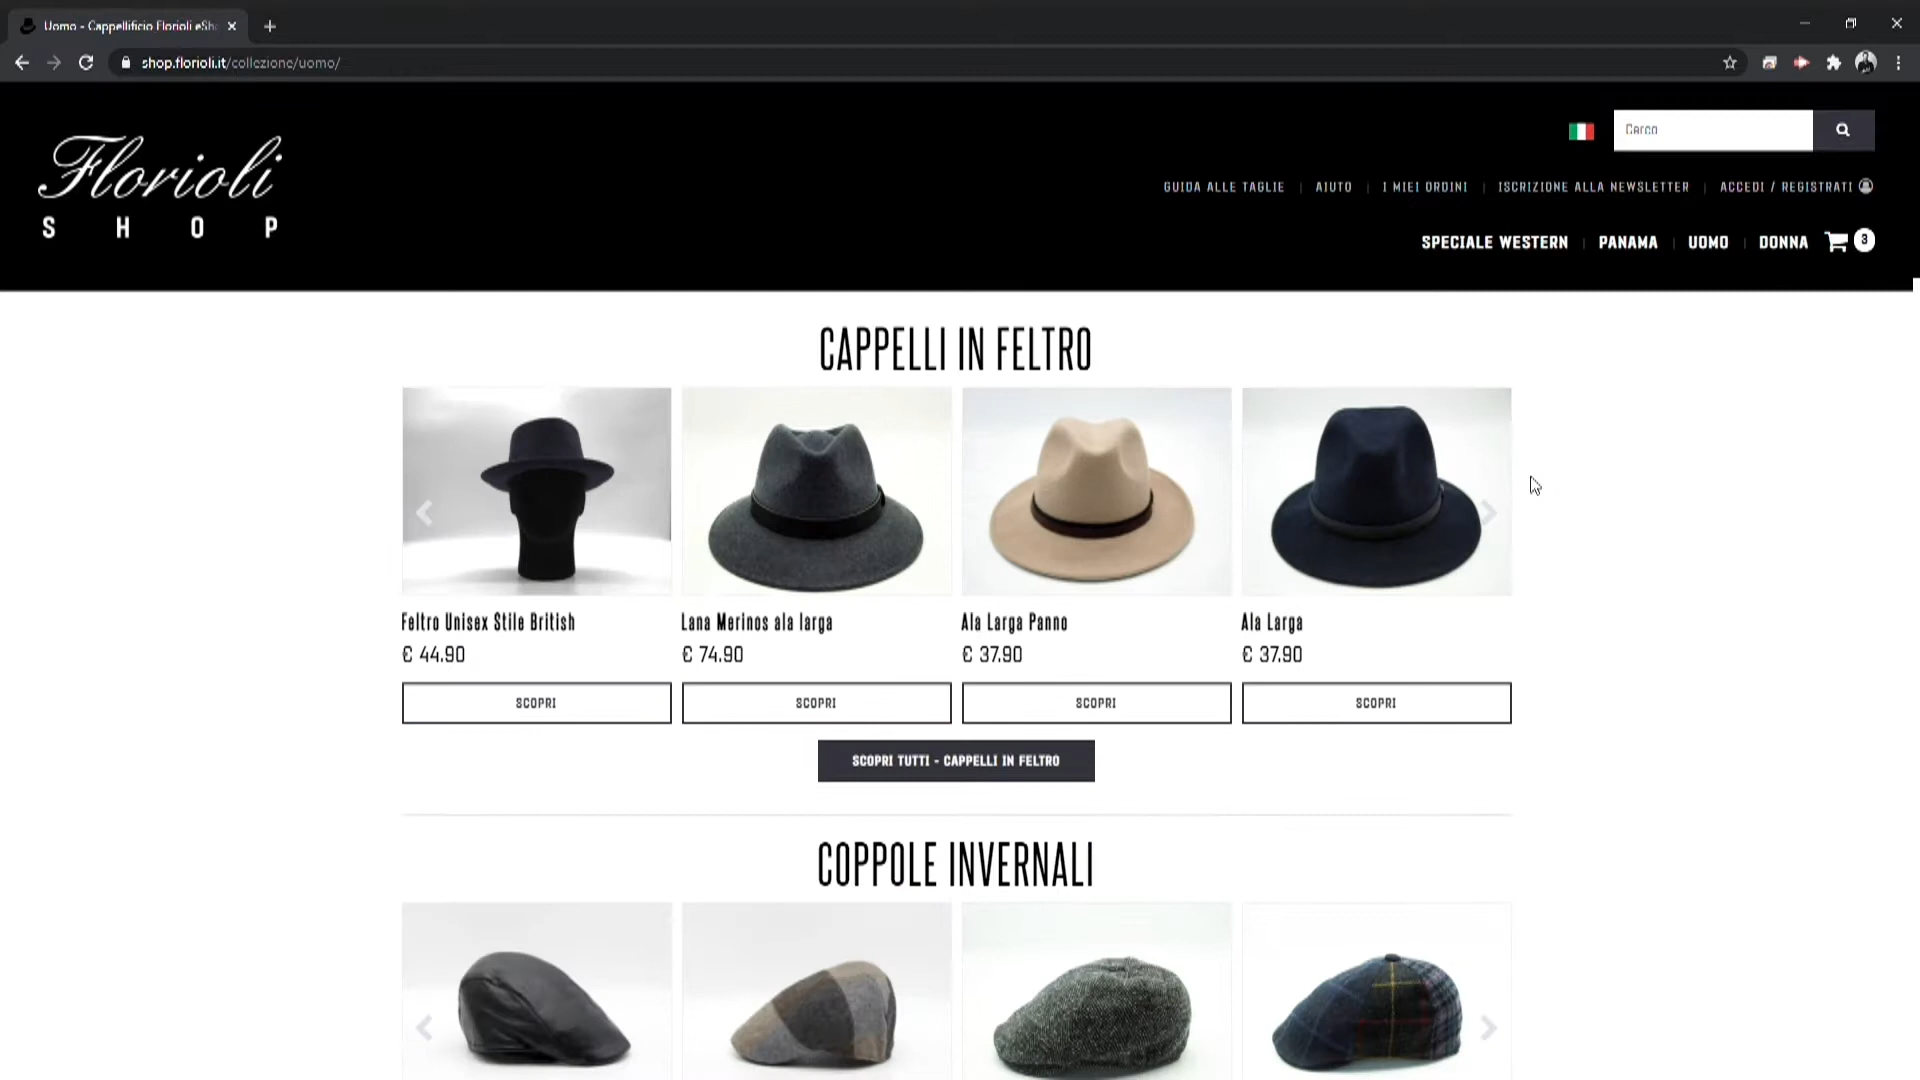 Uomo - Cappellificio Florioli eSho
shop.florioli.it/collezione/uomo/
Florioli
SHOP
Cerca
GUIDA ALLE TAGLIE | AIUTO | I MIEI ORDINI | ISCRIZIONE ALLA NEWSLETTER | ACCEDI / REGISTRATI
SPECIALE WESTERN | PANAMA | UOMO | DONNA 3
CAPPELLI IN FELTRO
Feltro Unisex Stile British
€ 44.90
SCOPRI
Lana Merinos ala larga
€ 74.90
SCOPRI
Ala Larga Panno
€ 37.90
SCOPRI
Ala Larga
€ 37.90
SCOPRI
SCOPRI TUTTI - CAPPELLI IN FELTRO
COPPOLE INVERNALI